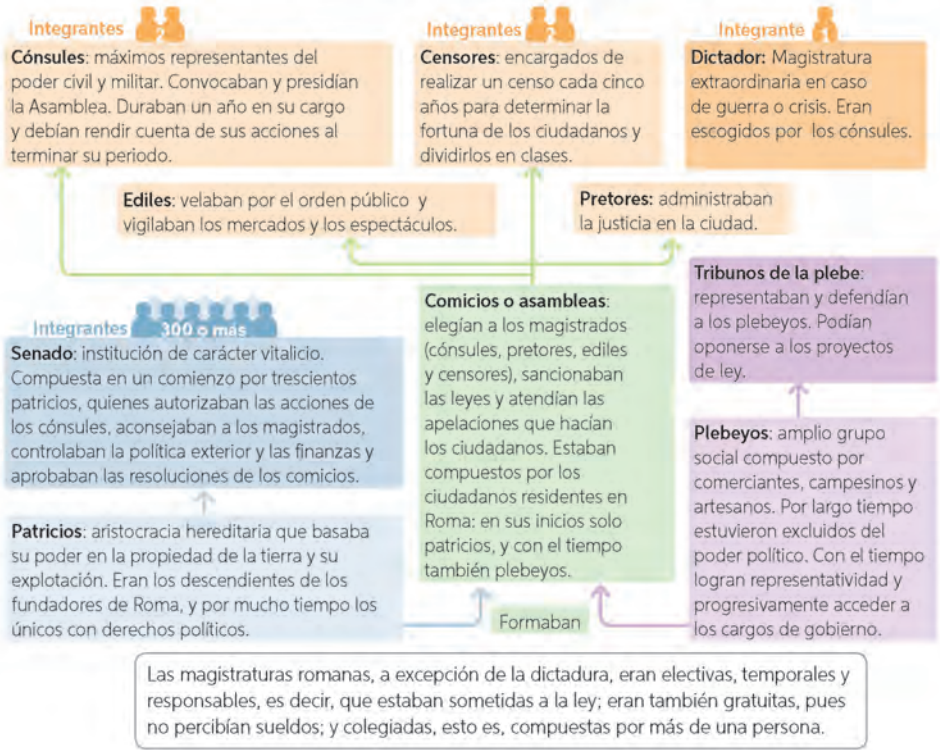 Integrantes 2
Cónsules: máximos representantes del
poder civil y militar. Convocaban y presidían
la Asamblea. Duraban un año en su cargo
y debían rendir cuenta de sus acciones al
terminar su periodo.
Integrantes 2
Censores: encargados de
realizar un censo cada cinco
años para determinar la
fortuna de los ciudadanos y
dividirlos en clases.
Integrante 1
Dictador: Magistratura
extraordinaria en caso
de guerra o crisis. Eran
escogidos por los cónsules.
Ediles: velaban por el orden público y
vigilaban los mercados y los espectáculos.
Pretores: administraban
la justicia en la ciudad.
Integrantes 300 o más
Senado: institución de carácter vitalicio.
Compuesta en un comienzo por trescientos
patricios, quienes autorizaban las acciones de
los cónsules, aconsejaban a los magistrados,
controlaban la política exterior y las finanzas y
aprobaban las resoluciones de los comicios.
Patricios: aristocracia hereditaria que basaba
su poder en la propiedad de la tierra y su
explotación. Eran los descendientes de los
fundadores de Roma, y por mucho tiempo los
únicos con derechos políticos.
Comicios o asambleas:
elegían a los magistrados
(cónsules, pretores, ediles
y censores), sancionaban
las leyes y atendían las
apelaciones que hacían
los ciudadanos. Estaban
compuestos por los
ciudadanos residentes en
Roma: en sus inicios solo
patricios, y con el tiempo
también plebeyos.
Formaban
Tribunos de la plebe:
representaban y defendían
a los plebeyos. Podían
oponerse a los proyectos
de ley.
Plebeyos: amplio grupo
social compuesto por
comerciantes, campesinos y
artesanos. Por largo tiempo
estuvieron excluidos del
poder político. Con el tiempo
logran representatividad y
progresivamente acceder a
los cargos de gobierno.
Las magistraturas romanas, a excepción de la dictadura, eran electivas, temporales y
responsables, es decir, que estaban sometidas a la ley; eran también gratuitas, pues
no percibían sueldos; y colegiadas, esto es, compuestas por más de una persona.